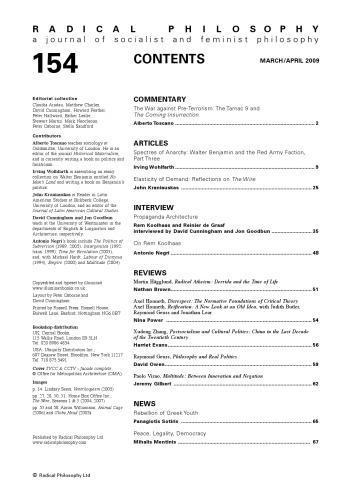 RADICAL PHILOSOPHY
a journal of socialist and feminist philosophy
154
CONTENTS
MARCH/APRIL 2009
Editorial collective
Claudia Aradau, Matthew Charles,
David Cunningham, Howard Feather,
Peter Hallward, Esther Leslie,
Stewart Martin, Mark Neocleous,
Peter Osborne, Stella Sandford
Contributors
Alberto Toscano teaches sociology at
Goldsmiths, University of London. He is an
editor of the journal Historical Materialism,
and is currently writing a book on politics and
fanaticism.
Irving Wohlfarth is assembling an essay
collection on Walter Benjamin entitled No
Man's Land and writing a book on Benjamin's
politics.
John Kraniauskas is Reader in Latin
American Studies at Birkbeck College,
University of London, and an editor of the
Journal of Latin American Cultural Studies.
David Cunningham and Jon Goodbun
work at the University of Westminster in the
departments of English & Linguistics and
Architecture, respectively.
Antonio Negri's book include The Politics of
Subversion (1989, 2005), Insurgencies (1992,
trans. 1999), Time for Revolution (2003),
and, with Michael Hardt, Labour of Dionysus
(1994), Empire (2000) and Multitude (2004).
Copyedited and typeset by illuminati
www.illuminatibooks.co.uk
Layout by Peter Osborne and
David Cunningham
Printed by Russell Press, Russell House,
Bulwell Lane, Basford, Nottingham NG6 0BT
Bookshop distribution
UK: Central Books,
115 Wallis Road, London E9 5LN
Tel: 020 8986 4854
USA: Ubiquity Distributors Inc.,
607 Degraw Street, Brooklyn, New York 11217
Tel: 718 875 5491
Cover TVCC & CCTV – façade complete,
© Office for Metropolitan Architecture (OMA).
Images
p. 14 Lindsay Seers,
pp. 27, 28, 30, 31 Home Box Office Inc.,
The Wire, Seasons 1 & 3 (2004, 2007)
pp. 35 and 38 Aaron Williamson, Animal Cage
(2006) and
Published by Radical Philosophy Ltd
www.radicalphilosophy.com
© Radical Philosophy Ltd
COMMENTARY
The War against Pre-Terrorism: The Tarnac 9 and
The Coming Insurrection
Alberto Toscano 2
ARTICLES
Spectres of Anarchy: Walter Benjamin and the Red Army Faction,
Part Three
Irving Wohlfarth 9
Elasticity of Demand: Reflections on The Wire
John Kraniauskas 25
INTERVIEW
Propaganda Architecture
Rem Koolhaas and Reinier de Graaf
Interviewed by David Cunningham and Jon Goodbun 35
On Rem Koolhaas
Antonio Negri 48
REVIEWS
Martin Hägglund, Radical Atheism: Derrida and the Time of Life
Nathan Brown 51
Axel Honneth, Disrespect: The Normative Foundations of Critical Theory
Axel Honneth, Reification: A New Look at an Old Idea, with Judith Butler,
Raymond Geuss and Jonathan Lear
Nina Power 54
Xudong Zhang, Postsocialism and Cultural Politics: China in the Last Decade
of the Twentieth Century
Harriet Evans 56
Raymond Geuss, Philosophy and Real Politics
David Owen 59
Paolo Virno, Multitude: Between Innovation and Negation
Jeremy Gilbert 62
NEWS
Rebellion of Greek Youth
Panagiotis Sotiris 65
Peace, Legality, Democracy
Mihalis Mentinis 67